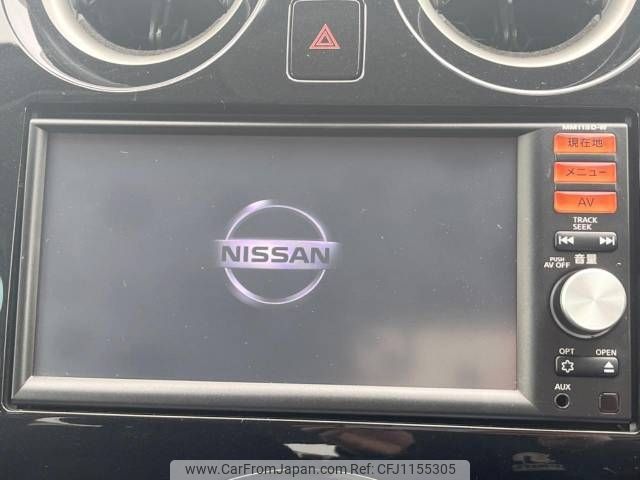 MM113D-W
現在地
メニュー
AV
TRACK
SEEK
音量
PUSH
AV OFF
NISSAN
OPT
OPEN
AUX
www.CarFromJapan.com | Ref.No CFJ1155305